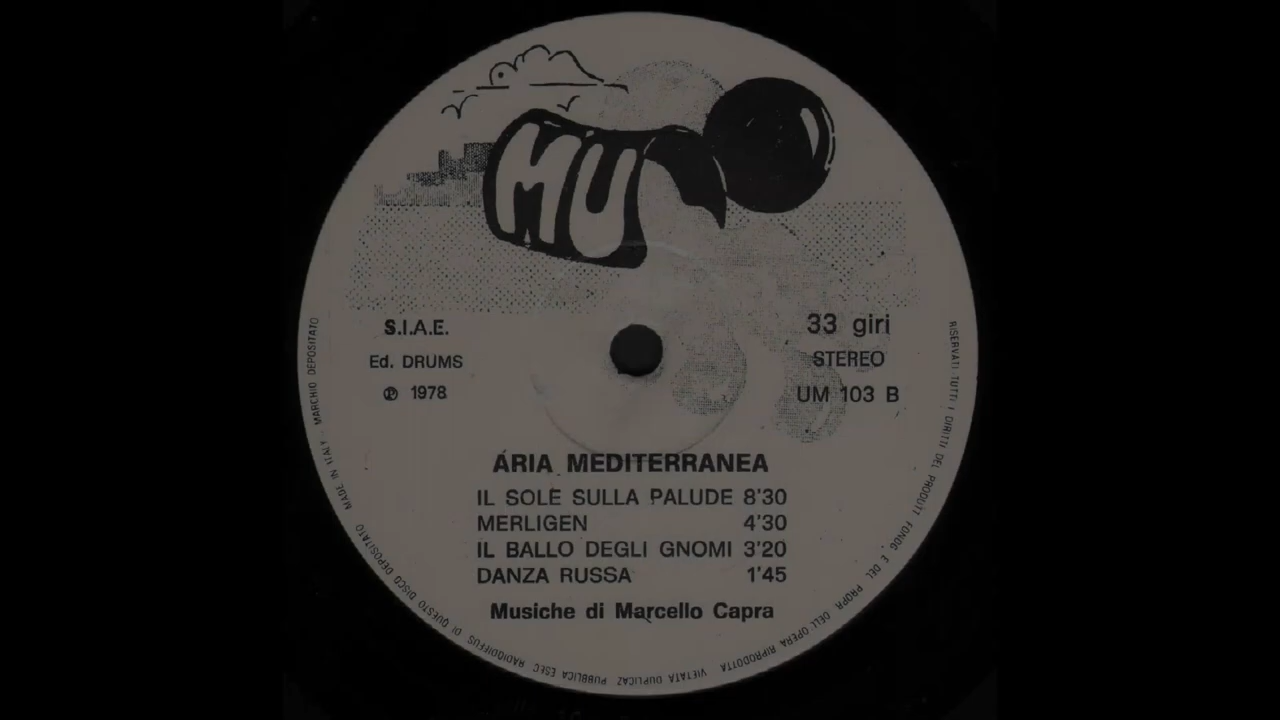 MU
S.I.A.E.
Ed. DRUMS
℗ 1978
33 giri
STEREO
UM 103 B
ARIA MEDITERRANEA
IL SOLE SULLA PALUDE 8'30
MERLIGEN 4'30
IL BALLO DEGLI GNOMI 3'20
DANZA RUSSA 1'45
Musiche di Marcello Capra
RISERVATI TUTTI I DIRITTI DEL PRODUTT FONOG. E DEL PROPR. DELL OPERA RIPRODOTTA VIETATA DUPLICAZ PUBBLICA ESEC RADIODIFFUS DI QUESTO DISCO DEPOSITATO MADE IN ITALY MARCHIO DEPOSITATO